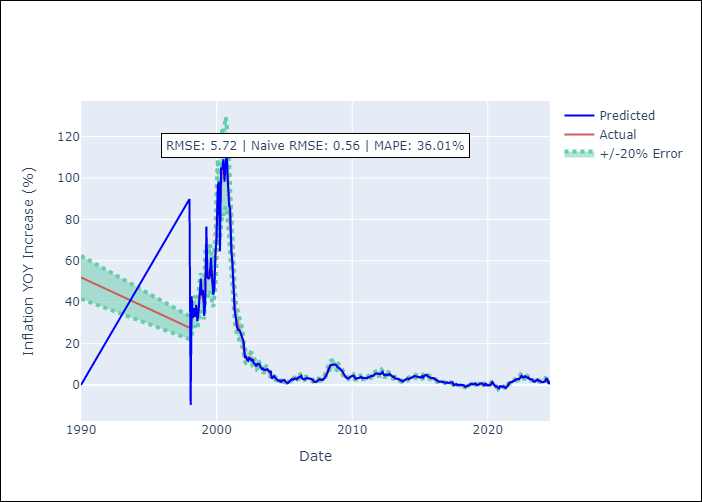 RMSE: 5.72 | Naive RMSE: 0.56 | MAPE: 36.01%
Predicted
Actual
+/-20% Error
Inflation YOY Increase (%)
120
100
80
60
40
20
0
1990
2000
2010
2020
Date